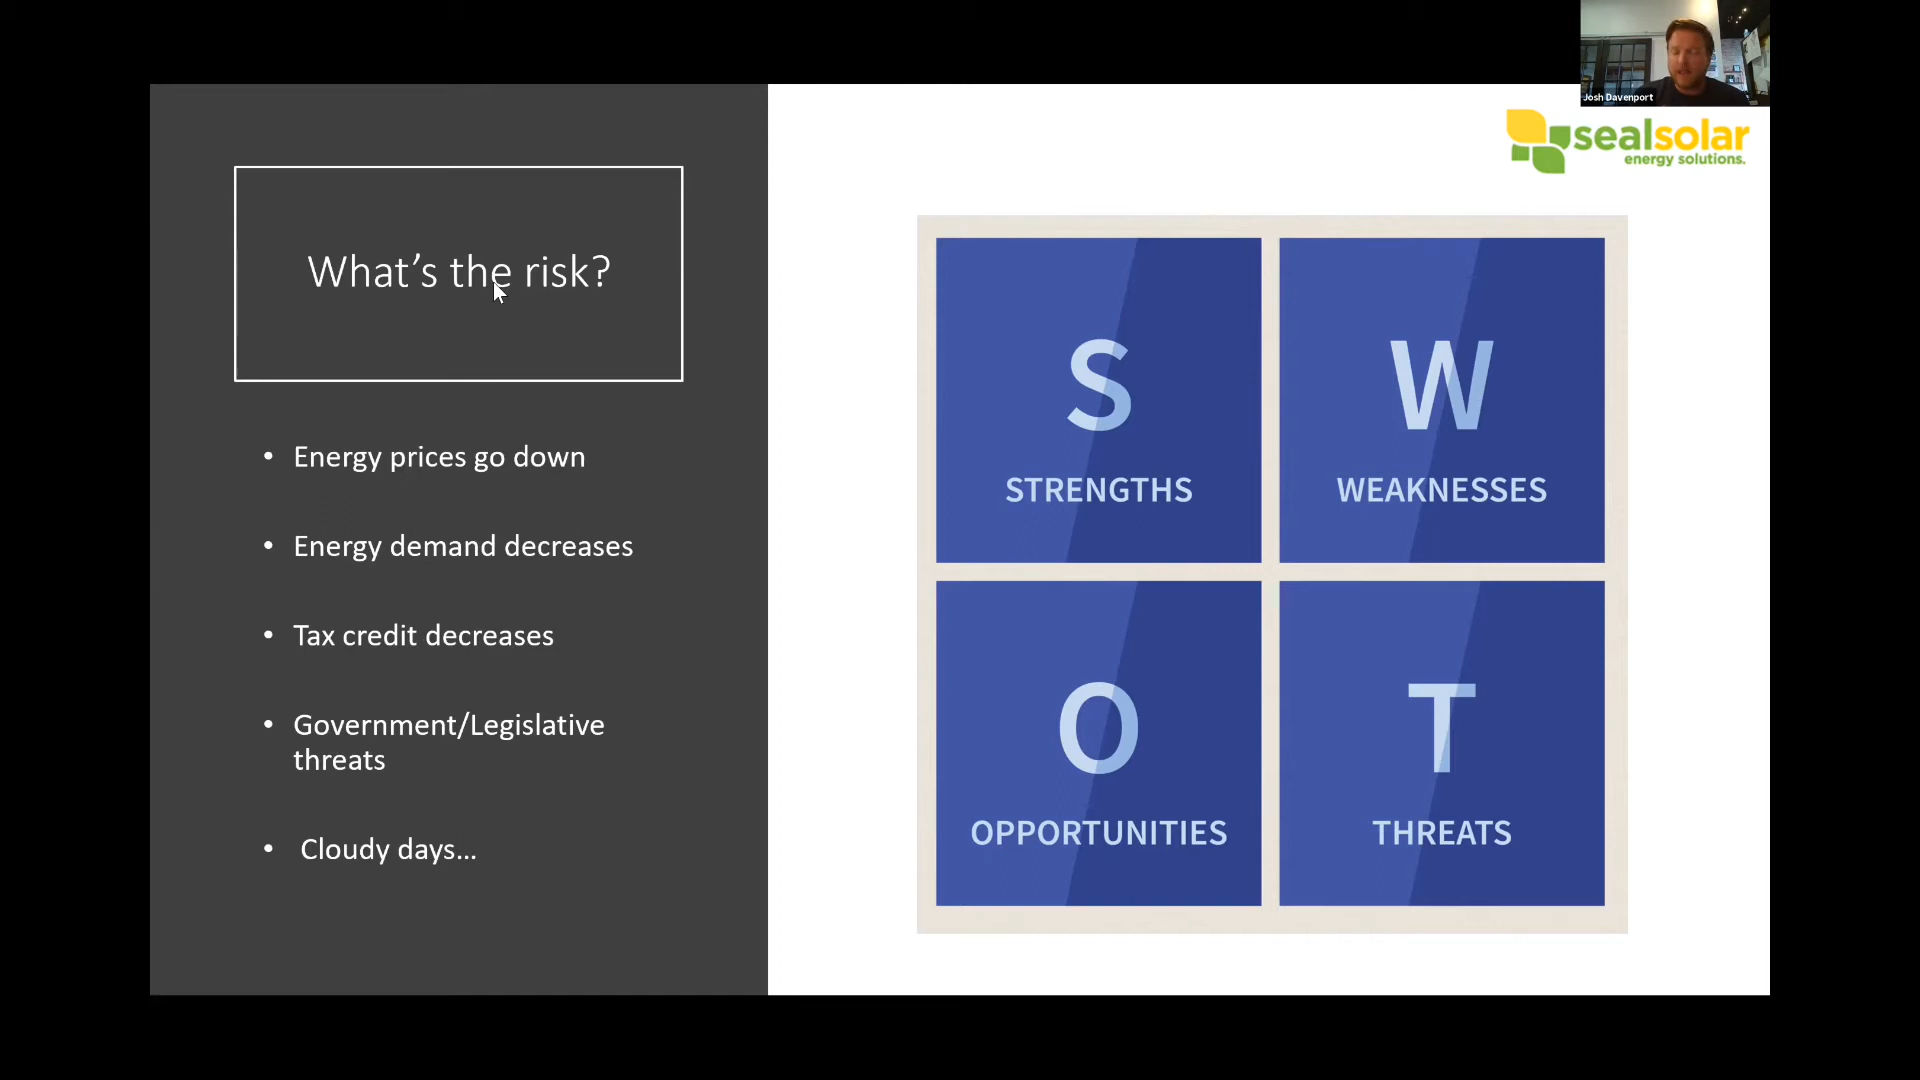 Josh Davenport
sealsolar
energy solutions.
What's the risk?
• Energy prices go down
• Energy demand decreases
• Tax credit decreases
• Government/Legislative
threats
• Cloudy days...
S
STRENGTHS
W
WEAKNESSES
O
OPPORTUNITIES
T
THREATS